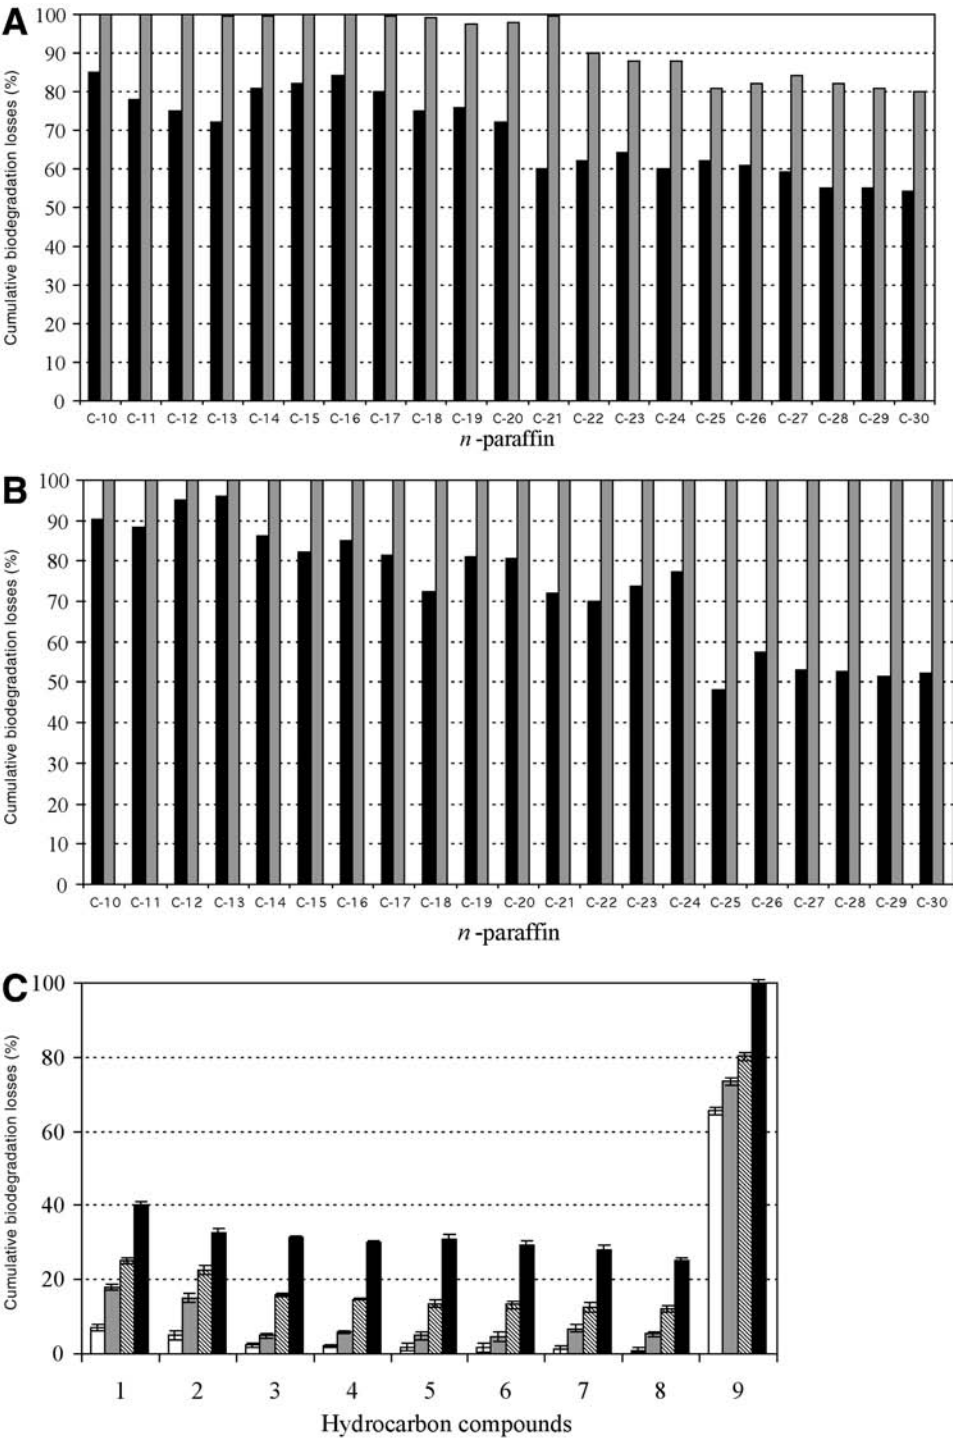 A
Cumulative biodegradation losses (%)
100
90
80
70
60
50
40
30
20
10
0
C-10 C-11 C-12 C-13 C-14 C-15 C-16 C-17 C-18 C-19 C-20 C-21 C-22 C-23 C-24 C-25 C-26 C-27 C-28 C-29 C-30
n-paraffin
B
Cumulative biodegradation losses (%)
100
90
80
70
60
50
40
30
20
10
0
C-10 C-11 C-12 C-13 C-14 C-15 C-16 C-17 C-18 C-19 C-20 C-21 C-22 C-23 C-24 C-25 C-26 C-27 C-28 C-29 C-30
n-paraffin
C
Cumulative biodegradation losses (%)
100
80
60
40
20
0
1 2 3 4 5 6 7 8 9
Hydrocarbon compounds